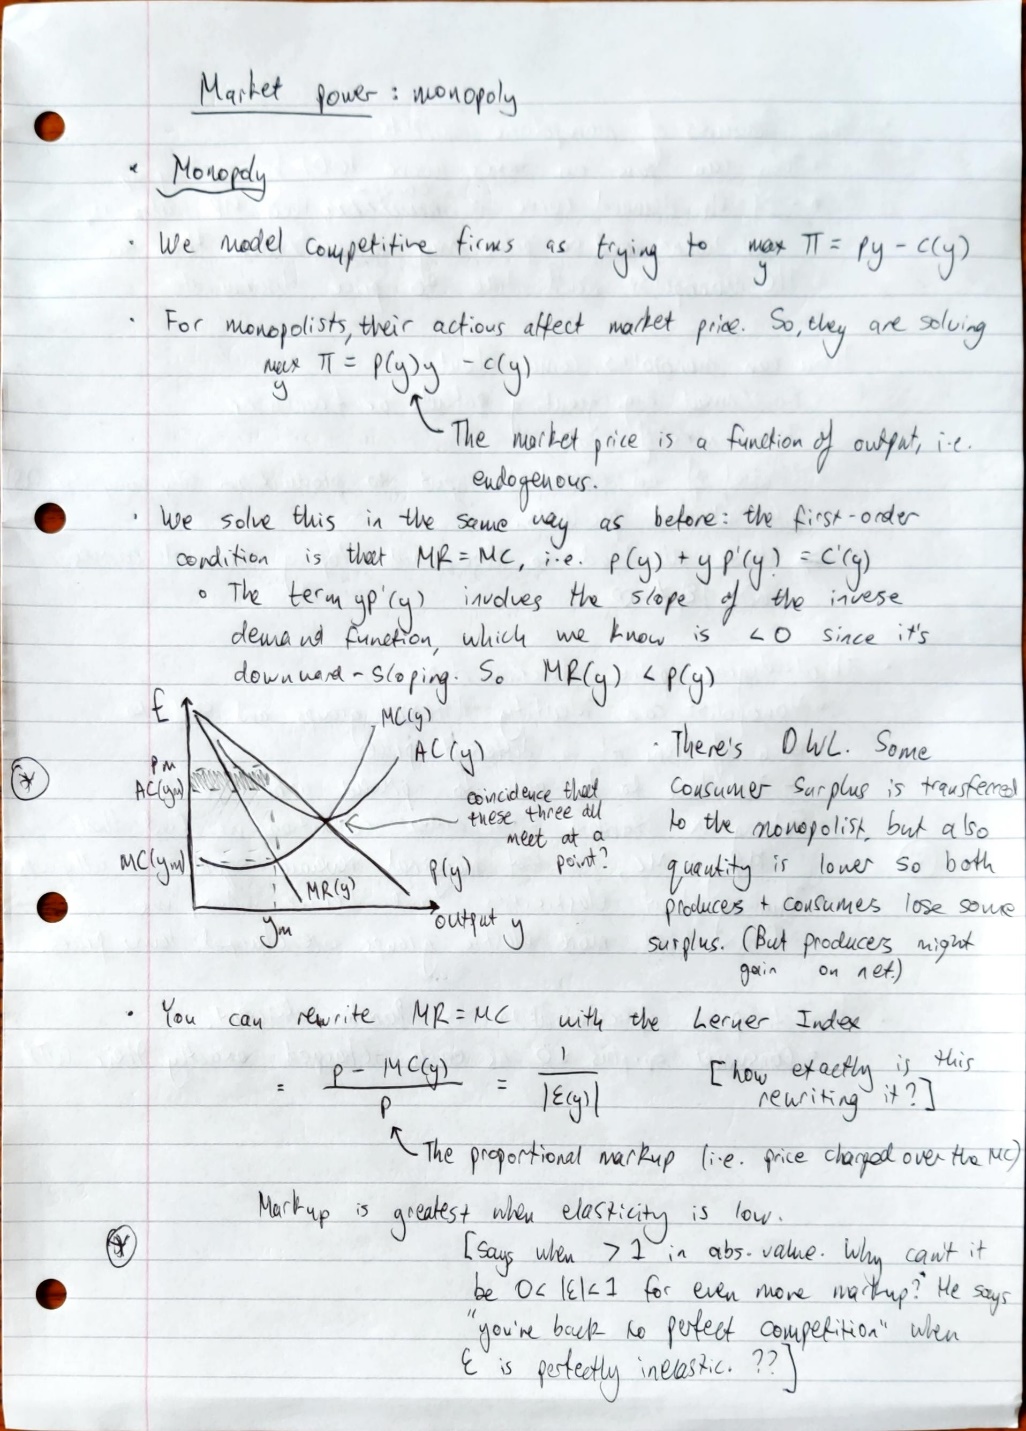 Market power : monopoly
* Monopoly
· We model competitive firms as trying to max_y Π = py - c(y)
· For monopolists, their actions affect market price. So, they are solving
max_y Π = p(y)y - c(y)
The market price is a function of output, i.e.
endogenous.
· We solve this in the same way as before: the first-order
condition is that MR = MC, i.e. p(y) + y p'(y) = c'(y)
∘ The term yp'(y) involves the slope of the inverse
demand function, which we know is < 0 since it's
downward-sloping. So MR(y) < p(y)
£
MC(y)
AC(y)
pm
AC(ym)
MC(ym)
coincidence that
these three all
meet at a
point?
p(y)
MR(y)
output y
ym
· There's DWL. Some
consumer surplus is transferred
to the monopolist, but also
quantity is lower so both
producers + consumes lose some
surplus. (But producers might
gain on net.)
· You can rewrite MR = MC with the Lerner Index
= (p - MC(y))/p = 1/|ε(y)| [how exactly is this
rewriting it?]
The proportional markup (i.e. price charged over the MC)
Markup is greatest when elasticity is low.
[Says when > 1 in abs. value. Why can't it
be 0 < |ε| < 1 for even more markup? He says
"you're back to perfect competition" when
ε is perfectly inelastic. ??]